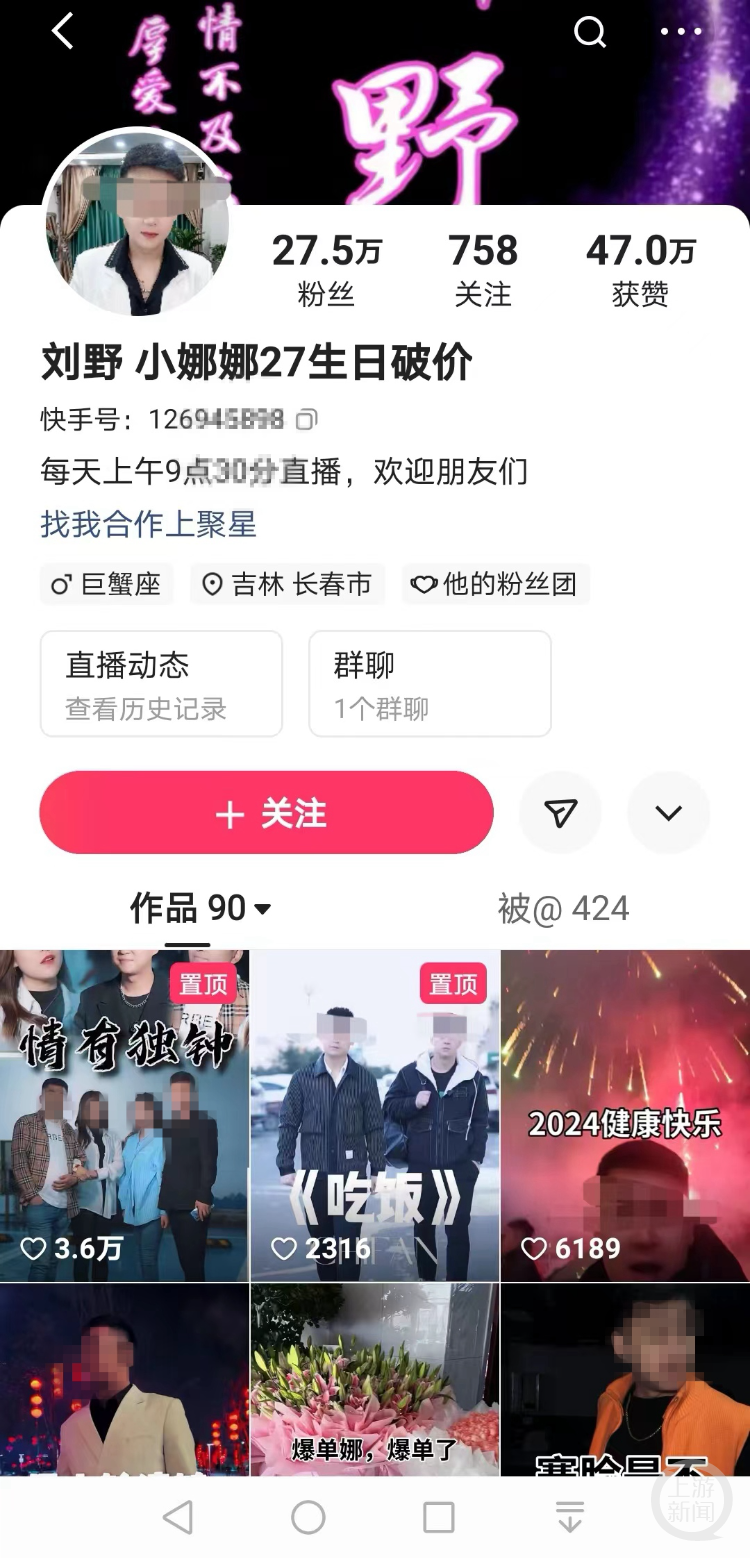 厚爱
情不及
野
27.5万
758
47.0万
粉丝
关注
获赞
刘野 小娜娜27生日破价
快手号：126945898
每天上午9点30分直播，欢迎朋友们
找我合作上聚星
巨蟹座
吉林 长春市
他的粉丝团
直播动态
查看历史记录
群聊
1个群聊
关注
作品 90
被@ 424
置顶
情有独钟
3.6万
置顶
《吃饭》
CHIFAN
2316
2024健康快乐
6189
爆单娜，爆单了
上游新闻